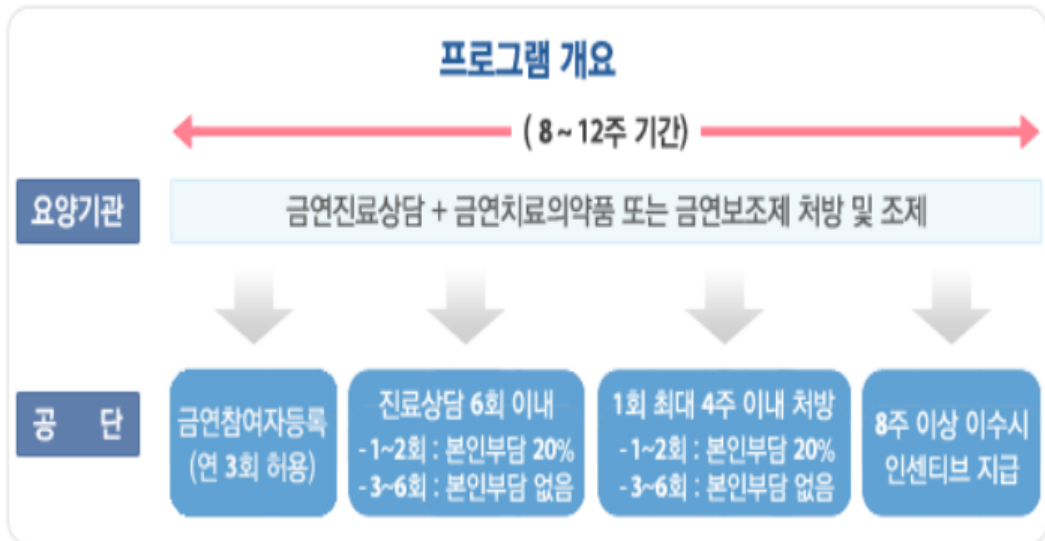 프로그램 개요
( 8 ~ 12주 기간)
요양기관
금연진료상담 + 금연치료의약품 또는 금연보조제 처방 및 조제
공 단
금연참여자등록
(연 3회 허용)
진료상담 6회 이내
- 1~2회 : 본인부담 20%
- 3~6회 : 본인부담 없음
1회 최대 4주 이내 처방
- 1~2회 : 본인부담 20%
- 3~6회 : 본인부담 없음
8주 이상 이수시
인센티브 지급